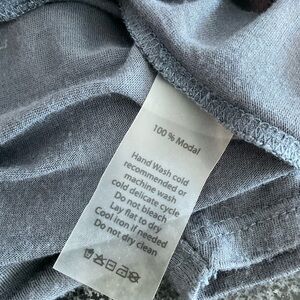 100 % Modal
Hand Wash cold
recommended or
machine wash
cold delicate cycle
Do not bleach
Lay flat to dry
Cool iron if needed
Do not dry clean